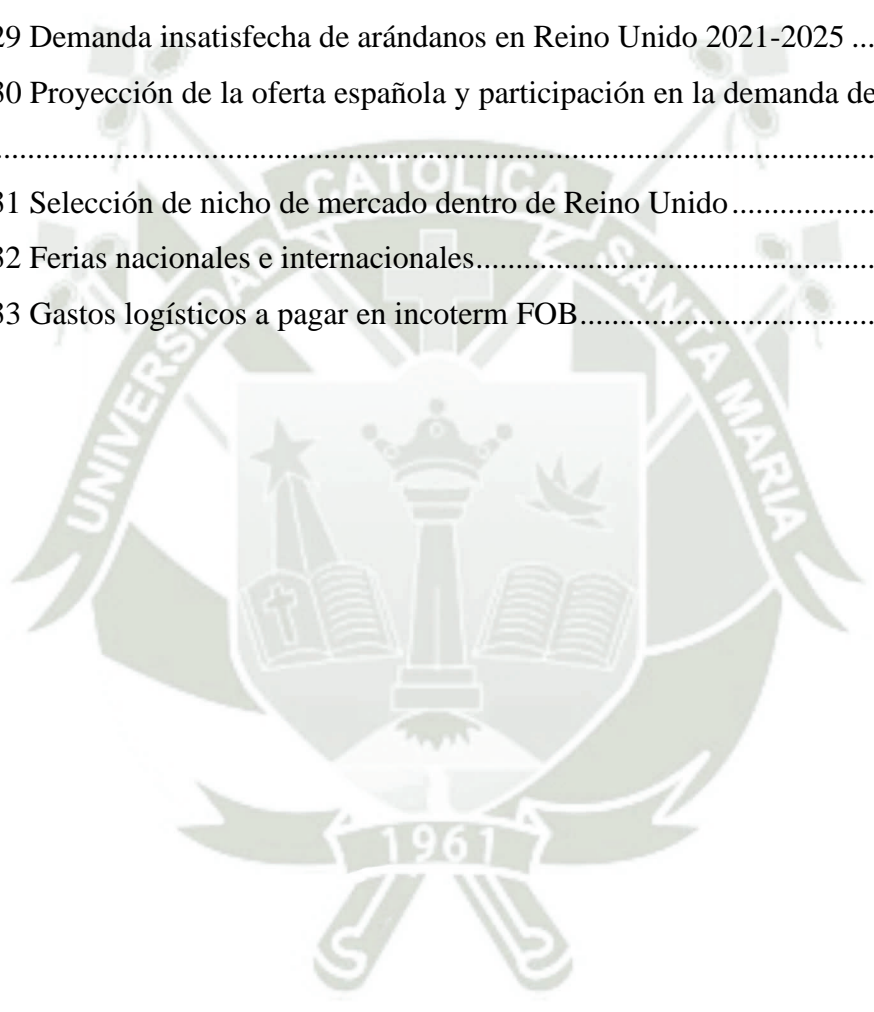 29 Demanda insatisfecha de arándanos en Reino Unido 2021-2025 ...
30 Proyección de la oferta española y participación en la demanda de
...............................................................................................
31 Selección de nicho de mercado dentro de Reino Unido..................
32 Ferias nacionales e internacionales.................................................
33 Gastos logísticos a pagar en incoterm FOB....................................
UNIVERSIDAD CATOLICA SANTA MARIA
1961